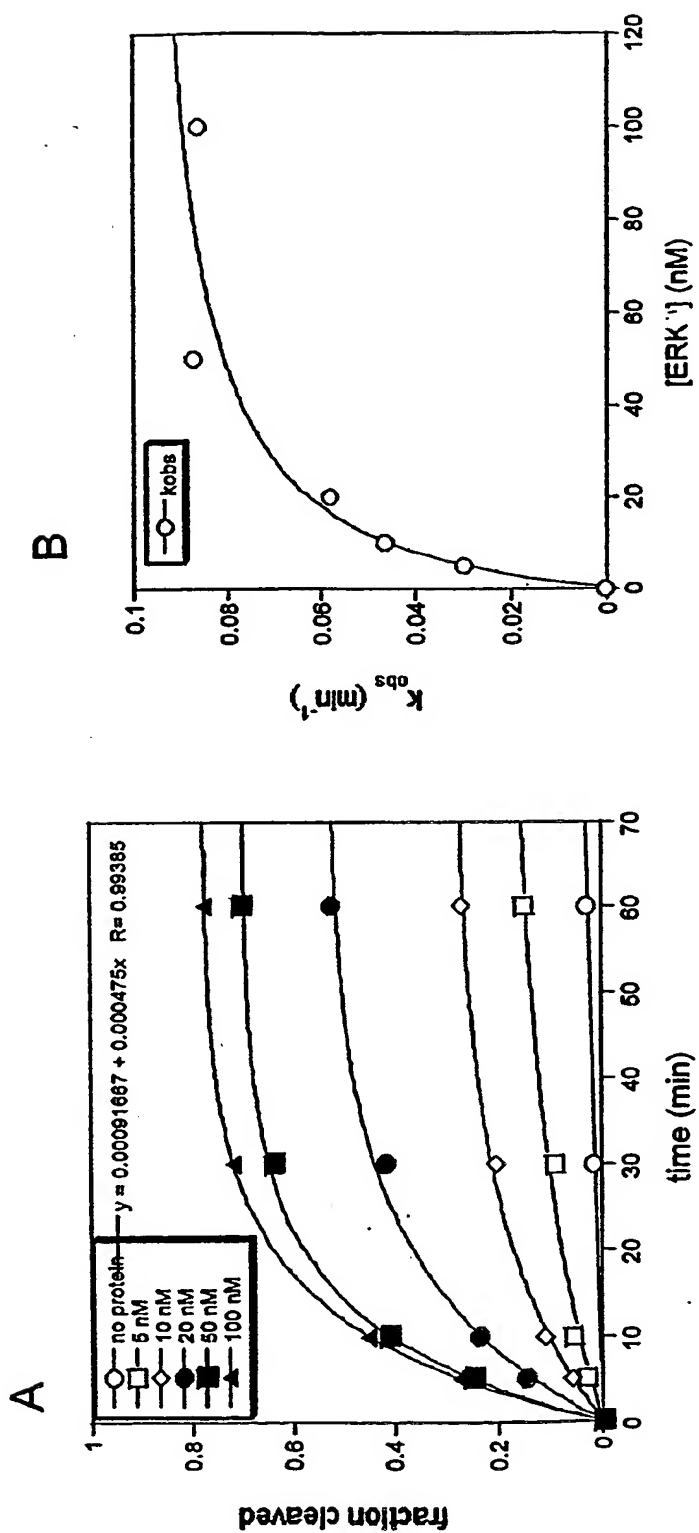 A
no protein
y = 0.00091667 + 0.000475x R= 0.99385
5 nM
10 nM
20 nM
50 nM
100 nM
1
0.8
0.6
0.4
0.2
0
fraction cleaved
0
10
20
30
40
50
60
70
time (min)
B
kobs
0.1
0.08
0.06
0.04
0.02
0
kobs (min-1)
0
20
40
60
80
100
120
(nM)